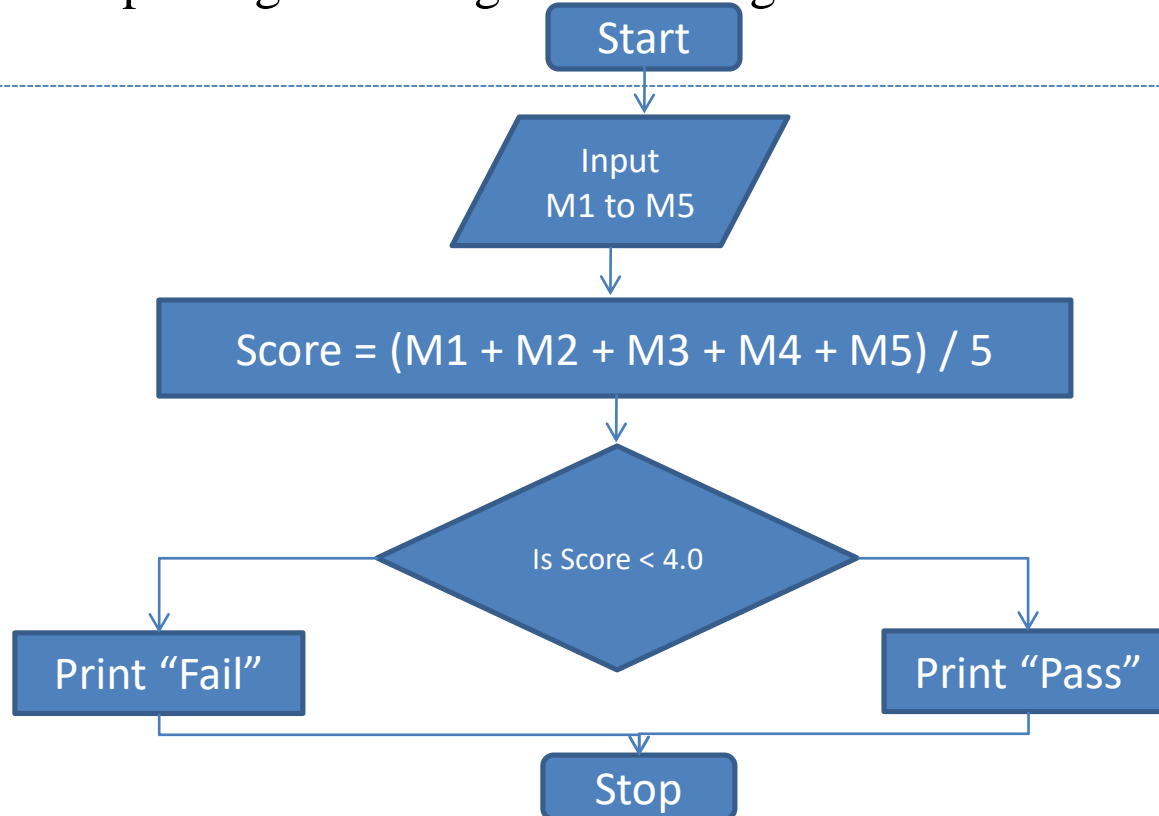 Start
Input
M1 to M5
Score = (M1 + M2 + M3 + M4 + M5) / 5
Is Score < 4.0
Print “Fail”
Print “Pass”
Stop